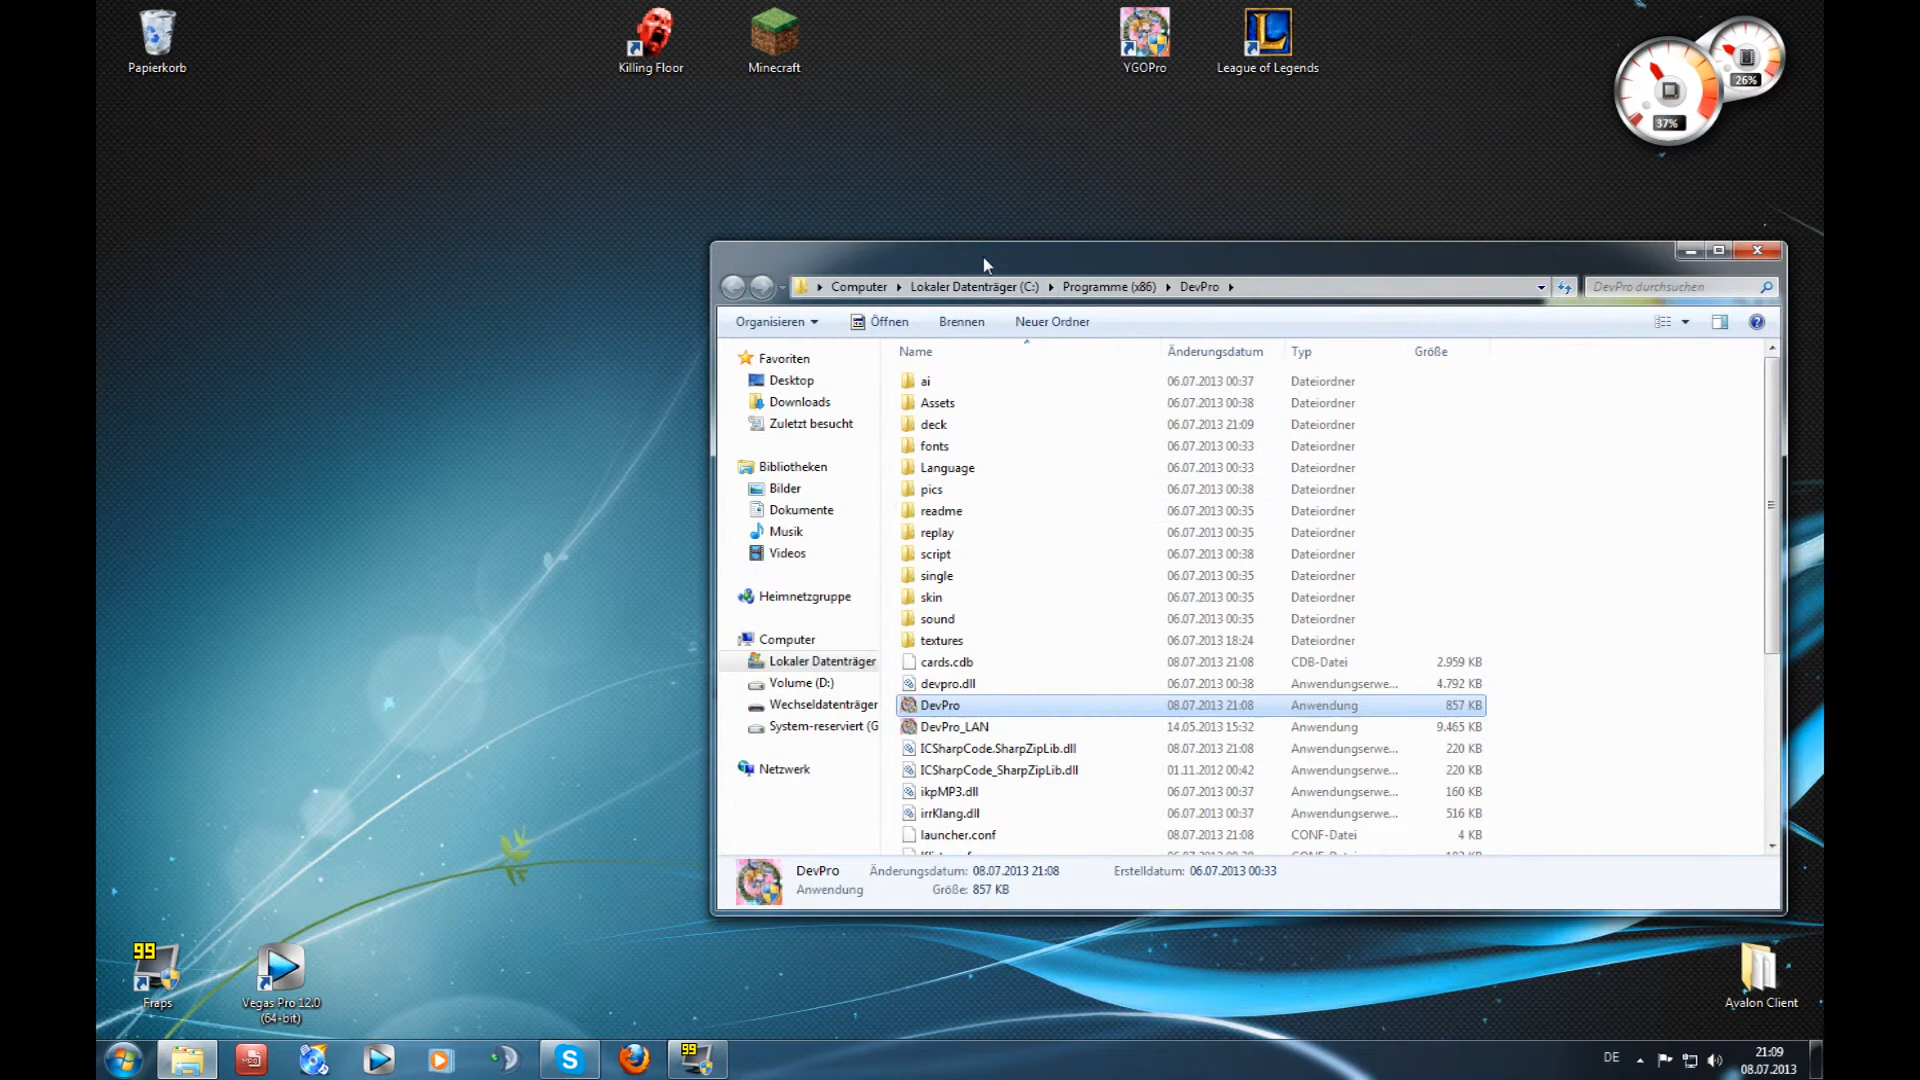 Papierkorb
Killing Floor
Minecraft
YGOPro
League of Legends
26%
37%
Computer
Lokaler Datenträger (C:)
Programme (x86)
DevPro
DevPro durchsuchen
Organisieren
Öffnen
Brennen
Neuer Ordner
Favoriten
Desktop
Downloads
Zuletzt besucht
Bibliotheken
Bilder
Dokumente
Musik
Videos
Heimnetzgruppe
Computer
Lokaler Datenträger
Volume (D:)
Wechseldatenträger
System-reserviert (G
Netzwerk
Name Änderungsdatum Typ Größe
ai 06.07.2013 00:37 Dateiordner
Assets 06.07.2013 00:38 Dateiordner
deck 06.07.2013 21:09 Dateiordner
fonts 06.07.2013 00:33 Dateiordner
Language 06.07.2013 00:33 Dateiordner
pics 06.07.2013 00:38 Dateiordner
readme 06.07.2013 00:35 Dateiordner
replay 06.07.2013 00:35 Dateiordner
script 06.07.2013 00:38 Dateiordner
single 06.07.2013 00:35 Dateiordner
skin 06.07.2013 00:35 Dateiordner
sound 06.07.2013 00:35 Dateiordner
textures 06.07.2013 18:24 Dateiordner
cards.cdb 08.07.2013 21:08 CDB-Datei 2.959 KB
devpro.dll 06.07.2013 00:38 Anwendungserwe... 4.792 KB
DevPro 08.07.2013 21:08 Anwendung 857 KB
DevPro_LAN 14.05.2013 15:32 Anwendung 9.465 KB
ICSharpCode.SharpZipLib.dll 08.07.2013 21:08 Anwendungserwe... 220 KB
ICSharpCode_SharpZipLib.dll 01.11.2012 00:42 Anwendungserwe... 220 KB
ikpMP3.dll 06.07.2013 00:37 Anwendungserwe... 160 KB
irrKlang.dll 06.07.2013 00:37 Anwendungserwe... 516 KB
launcher.conf 08.07.2013 21:08 CONF-Datei 4 KB
DevPro Änderungsdatum: 08.07.2013 21:08 Erstelldatum: 06.07.2013 00:33
Anwendung Größe: 857 KB
99
Fraps
Vegas Pro 12.0
(64-bit)
Avalon Client
99
DE
21:09
08.07.2013